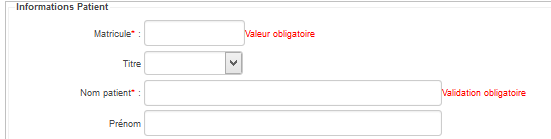 Informations Patient
Matricule* : Valeur obligatoire
Titre
Nom patient* : Validation obligatoire
Prénom